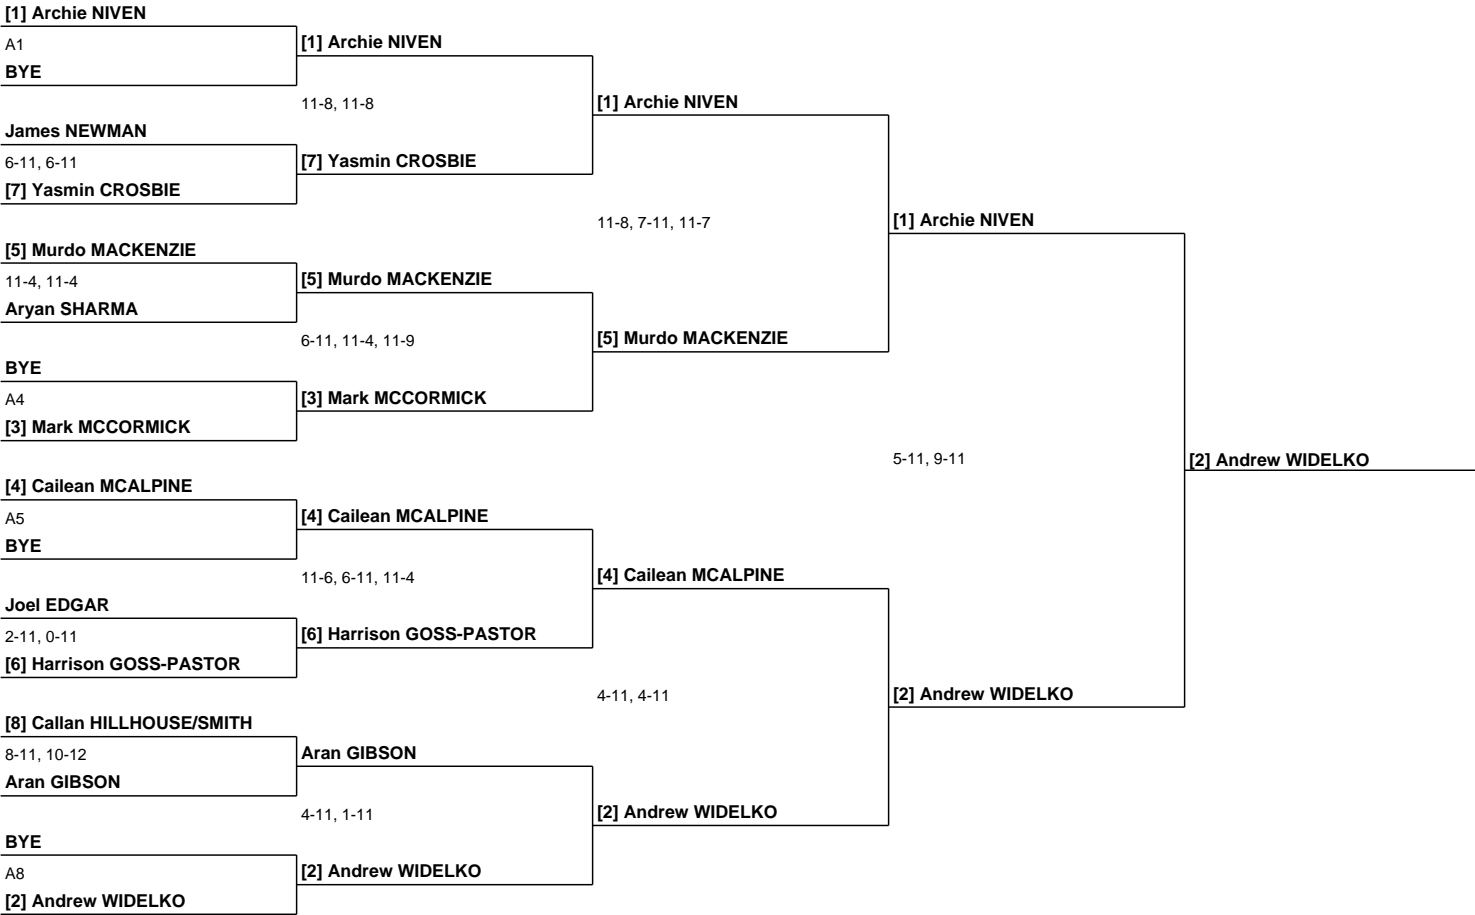 [1] Archie NIVEN
A1
BYE
James NEWMAN
6-11, 6-11
[7] Yasmin CROSBIE
[5] Murdo MACKENZIE
11-4, 11-4
Aryan SHARMA
BYE
A4
[3] Mark MCCORMICK
[4] Cailean MCALPINE
A5
BYE
Joel EDGAR
2-11, 0-11
[6] Harrison GOSS-PASTOR
[8] Callan HILLHOUSE/SMITH
8-11, 10-12
Aran GIBSON
BYE
A8
[2] Andrew WIDELKO
[1] Archie NIVEN
11-8, 11-8
[7] Yasmin CROSBIE
[5] Murdo MACKENZIE
6-11, 11-4, 11-9
[3] Mark MCCORMICK
[4] Cailean MCALPINE
11-6, 6-11, 11-4
[6] Harrison GOSS-PASTOR
Aran GIBSON
4-11, 1-11
[2] Andrew WIDELKO
[1] Archie NIVEN
11-8, 7-11, 11-7
[5] Murdo MACKENZIE
[4] Cailean MCALPINE
4-11, 4-11
[2] Andrew WIDELKO
[1] Archie NIVEN
5-11, 9-11
[2] Andrew WIDELKO
[2] Andrew WIDELKO